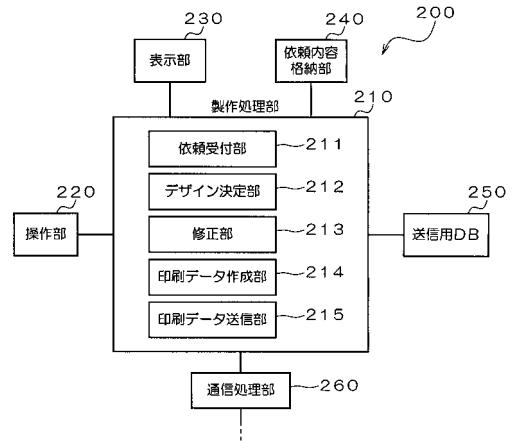 230
240
200
表示部
依頼内容
格納部
製作処理部
210
依頼受付部
211
デザイン決定部
212
220
操作部
修正部
213
250
送信用DB
印刷データ作成部
214
印刷データ送信部
215
通信処理部
260